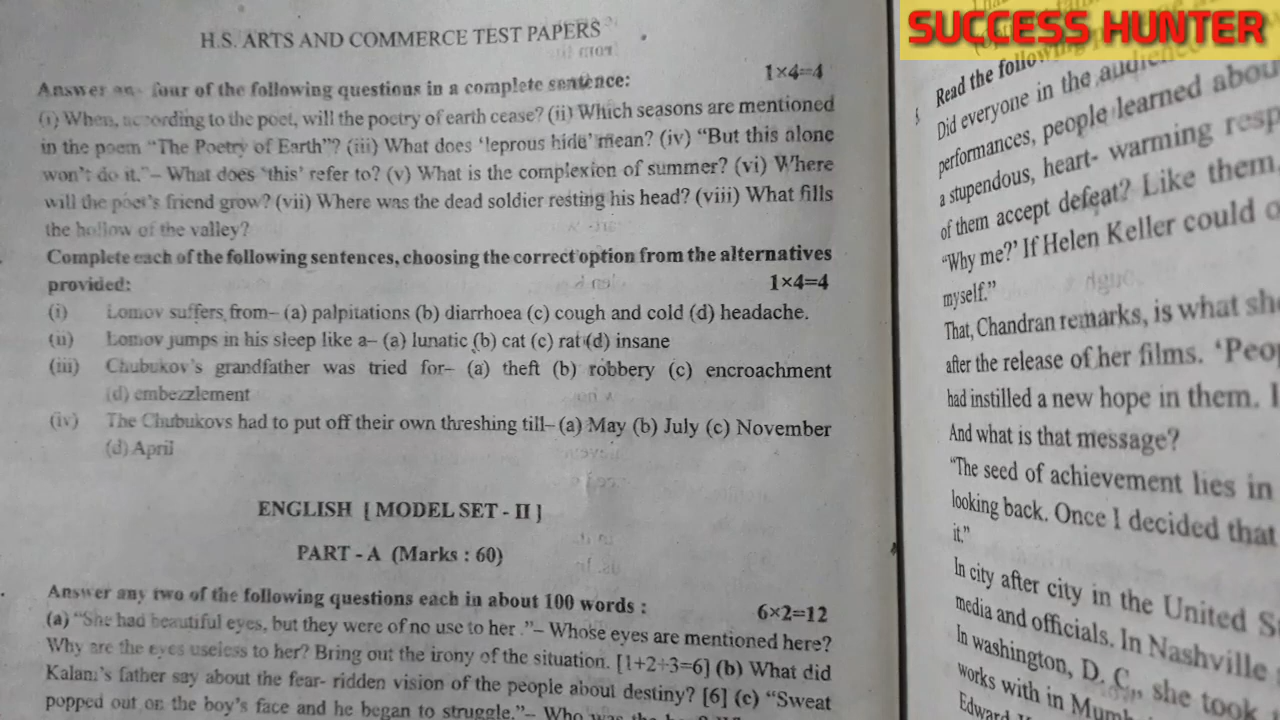 H.S. ARTS AND COMMERCE TEST PAPERS
Answer any four of the following questions in a complete sentence: 1×4=4
(i) When, according to the poet, will the poetry of earth cease? (ii) Which seasons are mentioned
in the poem "The Poetry of Earth"? (iii) What does 'leprous hide' mean? (iv) "But this alone
won't do it."– What does 'this' refer to? (v) What is the complexion of summer? (vi) Where
will the poet's friend grow? (vii) Where was the dead soldier resting his head? (viii) What fills
the hollow of the valley?
Complete each of the following sentences, choosing the correct option from the alternatives
provided: 1×4=4
(i) Lomov suffers from– (a) palpitations (b) diarrhoea (c) cough and cold (d) headache.
(ii) Lomov jumps in his sleep like a– (a) lunatic (b) cat (c) rat (d) insane
(iii) Chubukov's grandfather was tried for– (a) theft (b) robbery (c) encroachment
(d) embezzlement
(iv) The Chubukovs had to put off their own threshing till– (a) May (b) July (c) November
(d) April
ENGLISH [ MODEL SET - II ]
PART - A (Marks : 60)
Answer any two of the following questions each in about 100 words : 6×2=12
(a) "She had beautiful eyes, but they were of no use to her ."– Whose eyes are mentioned here?
Why are the eyes useless to her? Bring out the irony of the situation. [1+2+3=6] (b) What did
Kalam's father say about the fear- ridden vision of the people about destiny? [6] (c) "Sweat
popped out on the boy's face and he began to struggle."– Who was the
SUCCESS HUNTER
Read the following
Did everyone in the audience
performances, people learned about
a stupendous, heart- warming
of them accept defeat? Like them,
"Why me?' If Helen Keller could
myself."
That, Chandran remarks, is what
after the release of her films.
had instilled a new hope in them.
And what is that message?
"The seed of achievement lies in
looking back. Once I decided that
it."
In city after city in the United
media and officials. In Nashville
In washington, D. C., she took
works with in
Edward